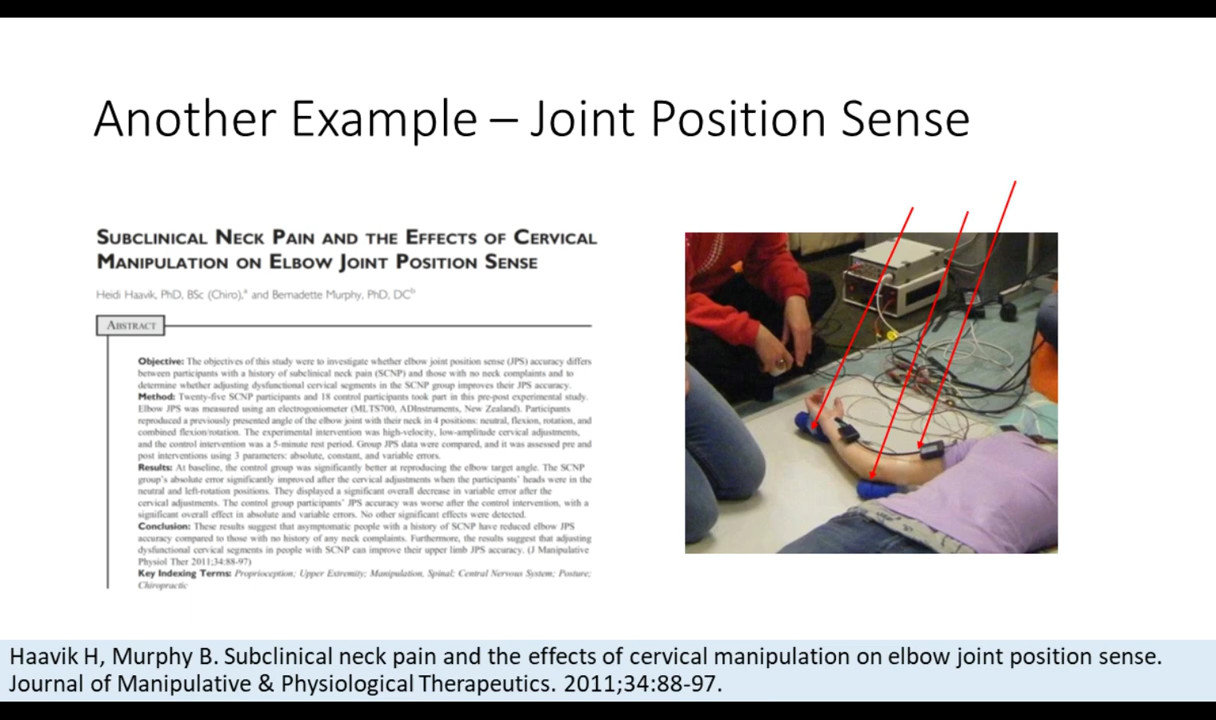 Another Example – Joint Position Sense
SUBCLINICAL NECK PAIN AND THE EFFECTS OF CERVICAL
MANIPULATION ON ELBOW JOINT POSITION SENSE
Heidi Haavik, PhD, BSc (Chiro),a and Bernadette Murphy, PhD, DCb
ABSTRACT
Objective: The objectives of this study were to investigate whether elbow joint position sense (JPS) accuracy differs
between participants with a history of subclinical neck pain (SCNP) and those with no neck complaints and to
determine whether adjusting dysfunctional cervical segments in the SCNP group improves their JPS accuracy.
Method: Twenty-five SCNP participants and 18 control participants took part in this pre-post experimental study.
Elbow JPS was measured using an electrogoniometer (MLTS700, ADInstruments, New Zealand). Participants
reproduced a previously presented angle of the elbow joint with their neck in 4 positions: neutral, flexion, rotation, and
combined flexion/rotation. The experimental intervention was high-velocity, low-amplitude cervical adjustments,
and the control intervention was a 5-minute rest period. Group JPS data were compared, and it was assessed pre and
post interventions using 3 parameters: absolute, constant, and variable errors.
Results: At baseline, the control group was significantly better at reproducing the elbow target angle. The SCNP
group's absolute error significantly improved after the cervical adjustments when the participants' heads were in the
neutral and left-rotation positions. They displayed a significant overall decrease in variable error after the
cervical adjustments. The control group participants' JPS accuracy was worse after the control intervention, with a
significant overall effect in absolute and variable errors. No other significant effects were detected.
Conclusion: These results suggest that asymptomatic people with a history of SCNP have reduced elbow JPS
accuracy compared to those with no history of any neck complaints. Furthermore, the results suggest that adjusting
dysfunctional cervical segments in people with SCNP can improve their upper limb JPS accuracy. (J Manipulative
Physiol Ther 2011;34:88-97)
Key Indexing Terms: Proprioception; Upper Extremity; Manipulation, Spinal; Central Nervous System; Posture;
Chiropractic
Haavik H, Murphy B. Subclinical neck pain and the effects of cervical manipulation on elbow joint position sense.
Journal of Manipulative & Physiological Therapeutics. 2011;34:88-97.